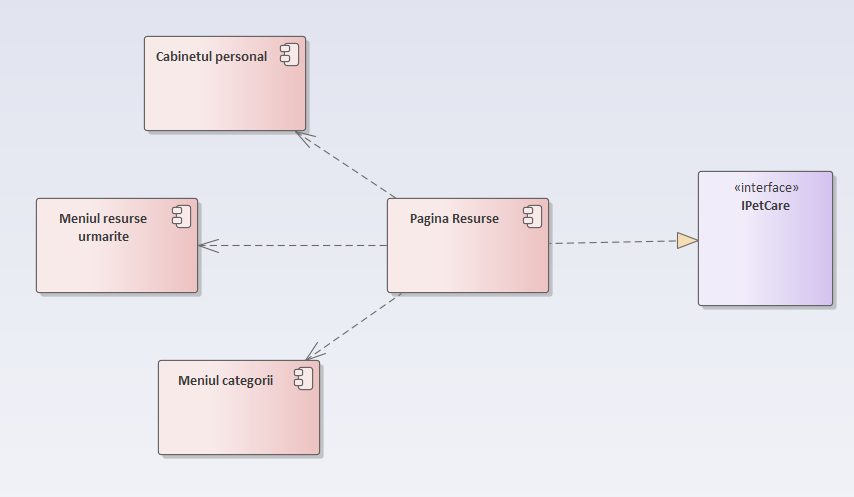 Cabinetul personal
Meniul resurse
urmarite
Pagina Resurse
«interface»
IPetCare
Meniul categorii